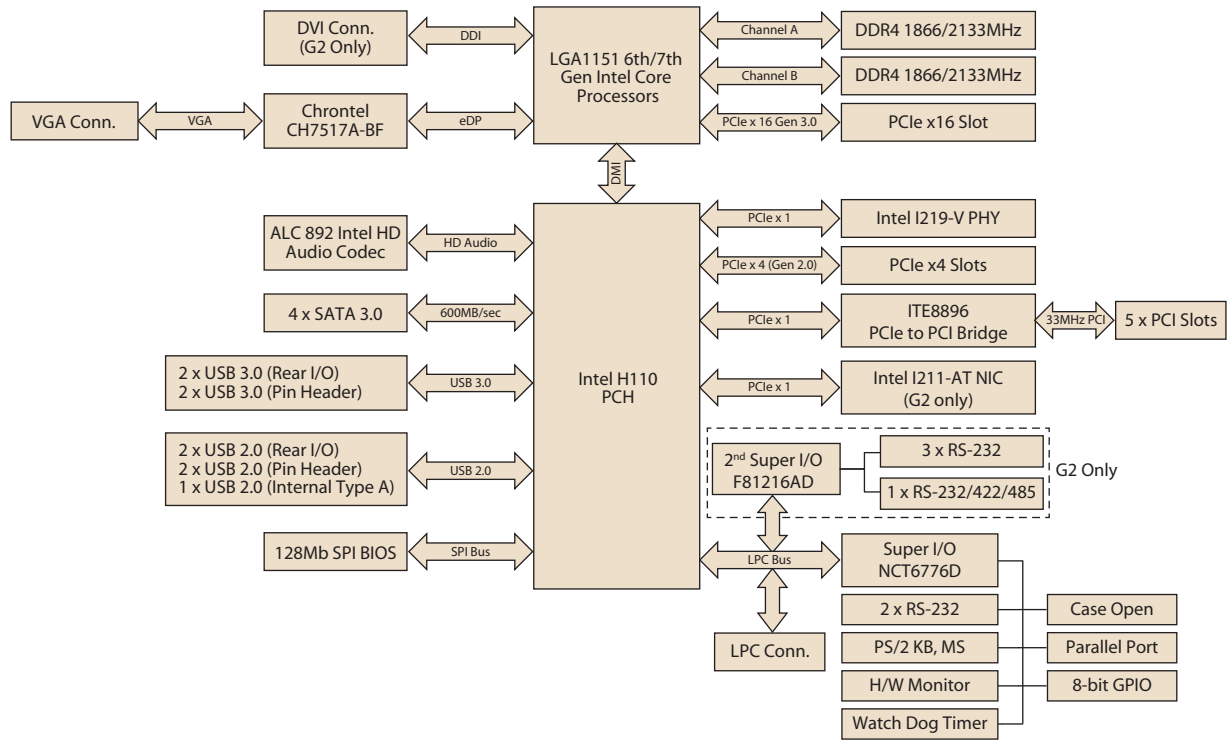 DVI Conn.
(G2 Only)
DDI
LGA1151 6th/7th
Gen Intel Core
Processors
Channel A
DDR4 1866/2133MHz
Channel B
DDR4 1866/2133MHz
VGA Conn.
VGA
Chrontel
CH7517A-BF
eDP
PCIe x 16 Gen 3.0
PCIe x16 Slot
DMI
ALC 892 Intel HD
Audio Codec
HD Audio
Intel H110
PCH
PCIe x 1
Intel I219-V PHY
PCIe x 4 (Gen 2.0)
PCIe x4 Slots
4 x SATA 3.0
600MB/sec
PCIe x 1
ITE8896
PCIe to PCI Bridge
33MHz PCI
5 x PCI Slots
2 x USB 3.0 (Rear I/O)
2 x USB 3.0 (Pin Header)
USB 3.0
PCIe x 1
Intel I211-AT NIC
(G2 only)
2 x USB 2.0 (Rear I/O)
2 x USB 2.0 (Pin Header)
1 x USB 2.0 (Internal Type A)
USB 2.0
2nd Super I/O
F81216AD
3 x RS-232
1 x RS-232/422/485
G2 Only
128Mb SPI BIOS
SPI Bus
LPC Bus
Super I/O
NCT6776D
LPC Conn.
2 x RS-232
Case Open
PS/2 KB, MS
Parallel Port
H/W Monitor
8-bit GPIO
Watch Dog Timer